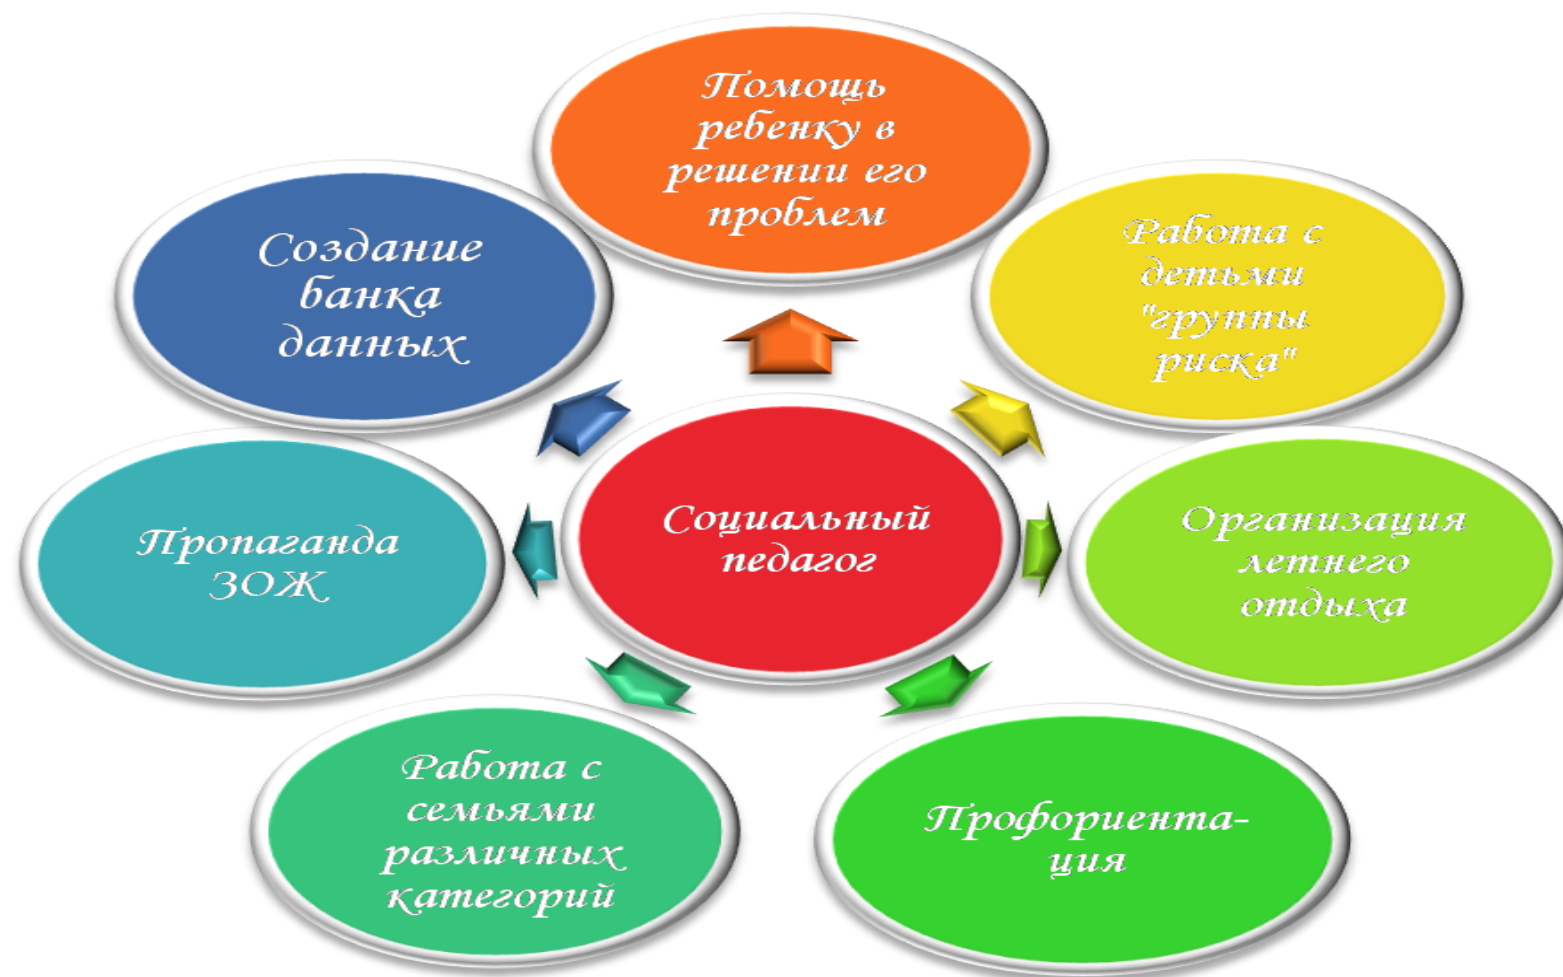 Помощь
ребенку в
решении его
проблем
Создание
банка
данных
Работа с
детьми
"группы
риска"
Социальный
педагог
Пропаганда
ЗОЖ
Организация
летнего
отдыха
Работа с
семьями
различных
категорий
Профориента-
ция